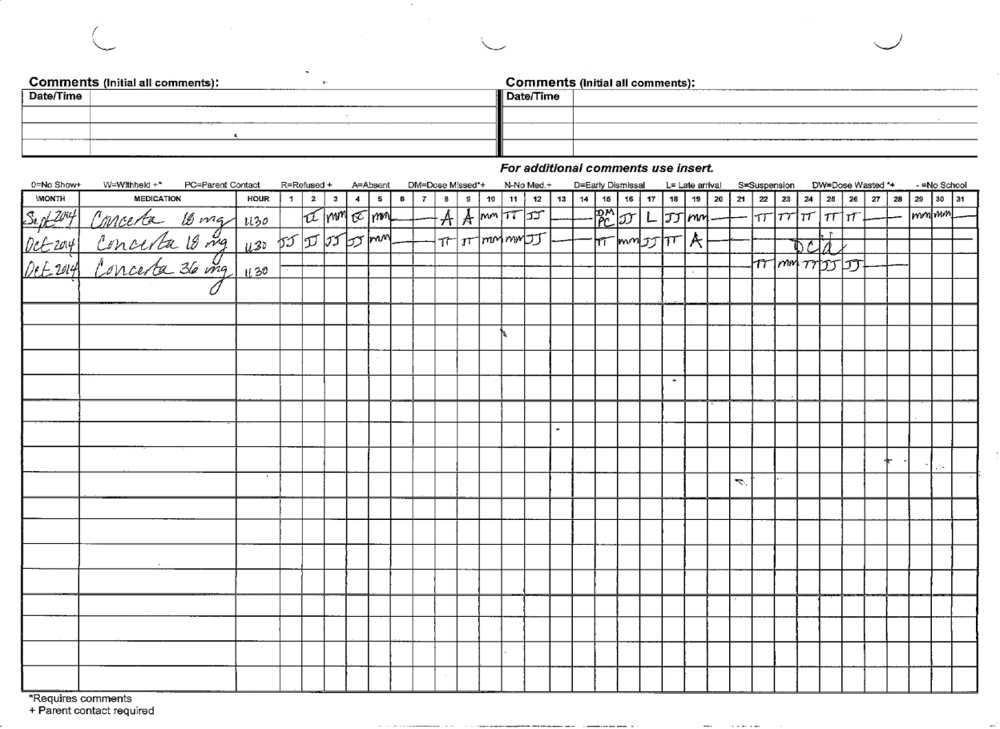 Comments (Initial all comments): Comments (Initial all comments):
Date/Time Date/Time
For additional comments use insert.
0=No Show+ W=Withheld +* PC=Parent Contact R=Refused + A=Absent DM=Dose Missed*+ N-No Med.+ D=Early Dismissal L= Late arrival S=Suspension DW=Dose Wasted *+ - =No School
\MONTH MEDICATION HOUR 1 2 3 4 5 6 7 8 9 10 11 12 13 14 15 16 17 18 19 20 21 22 23 24 25 26 27 28 29 30 31
Sept 2014 Concerta 18 mg 1130 TT mm TT mm — A A mm TT JJ — DM PC JJ L JJ mm — TT TT TT TT TT — mm mm —
Oct 2014 Concerta 18 mg 1130 JJ JJ JJ JJ mm — TT TT mm mm JJ — TT mm JJ TT A — Dc'd
Oct 2014 Concerta 36 mg 1130 — TT mm TT JJ JJ —
*Requires comments
+ Parent contact required